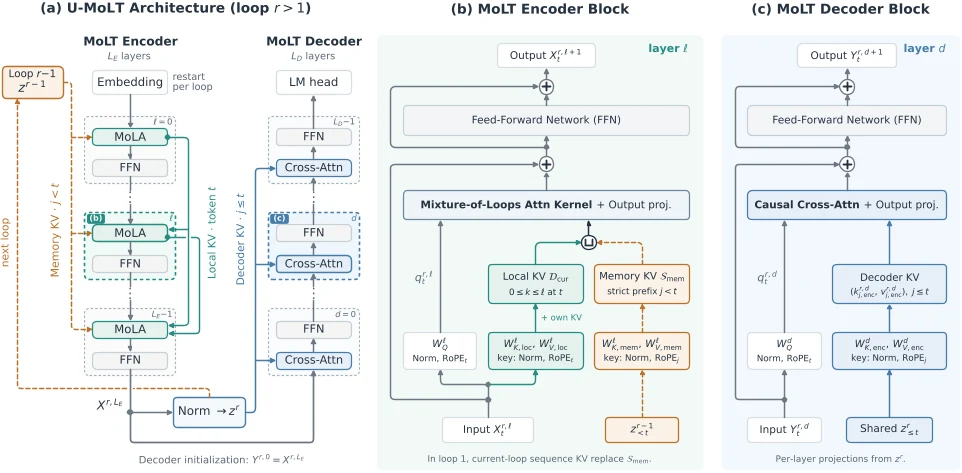 (a) U-MoLT Architecture (loop r > 1)
MoLT Encoder
L_E layers
MoLT Decoder
L_D layers
Loop r−1
z^{r−1}
Embedding
restart
per loop
LM head
ℓ = 0
MoLA
FFN
L_D−1
FFN
Cross-Attn
(b)
ℓ
MoLA
FFN
(c)
d
FFN
Cross-Attn
L_E−1
MoLA
FFN
d = 0
FFN
Cross-Attn
next loop
Memory KV · j < t
Local KV · token t
Decoder KV · j ≤ t
X^{r, L_E}
Norm → z^r
Decoder initialization: Y^{r,0} = X^{r, L_E}
(b) MoLT Encoder Block
layer ℓ
Output X_t^{r,ℓ+1}
+
Feed-Forward Network (FFN)
+
Mixture-of-Loops Attn Kernel + Output proj.
⊔
q_t^{r,ℓ}
Local KV 𝒟_cur
0 ≤ k ≤ ℓ at t
Memory KV 𝒮_mem
strict prefix j < t
+ own KV
W_Q^ℓ
Norm, RoPE_t
W_{K,loc}^ℓ, W_{V,loc}^ℓ
key: Norm, RoPE_t
W_{K,mem}^ℓ, W_{V,mem}^ℓ
key: Norm, RoPE_j
Input X_t^{r,ℓ}
z_{<t}^{r−1}
In loop 1, current-loop sequence KV replace 𝒮_mem.
(c) MoLT Decoder Block
layer d
Output Y_t^{r,d+1}
+
Feed-Forward Network (FFN)
+
Causal Cross-Attn + Output proj.
q_t^{r,d}
Decoder KV
(k_{j,enc}^{r,d}, v_{j,enc}^{r,d}), j ≤ t
W_Q^d
Norm, RoPE_t
W_{K,enc}^d, W_{V,enc}^d
key: Norm, RoPE_j
Input Y_t^{r,d}
Shared z_{≤t}^r
Per-layer projections from z^r.